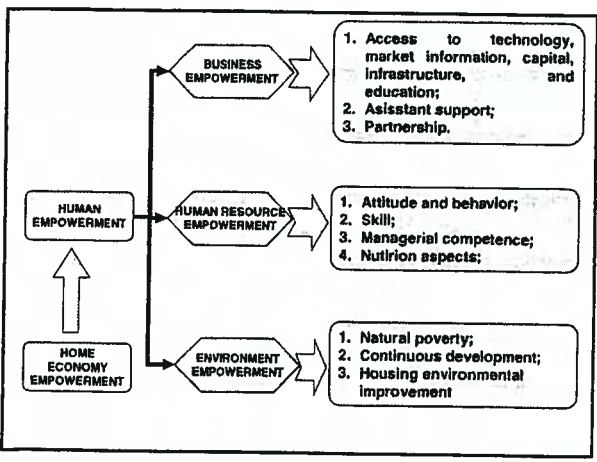 BUSINESS
EMPOWERMENT
1. Access to technology,
market information, capital,
infrastructure, and
education;
2. Asisstant support;
3. Partnership.
HUMAN
EMPOWERMENT
HUMAN RESOURCE
EMPOWERMENT
1. Attitude and behavior;
2. Skill;
3. Managerial competence;
4. Nutirion aspects;
HOME
ECONOMY
EMPOWERMENT
ENVIRONMENT
EMPOWERMENT
1. Natural poverty;
2. Continuous development;
3. Housing environmental
improvement